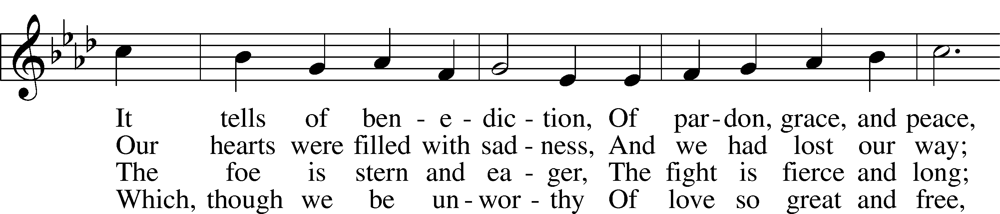 It tells of ben - e - dic - tion, Of par - don, grace, and peace,
Our hearts were filled with sad - ness, And we had lost our way;
The foe is stern and ea - ger, The fight is fierce and long;
Which, though we be un - wor - thy Of love so great and free,